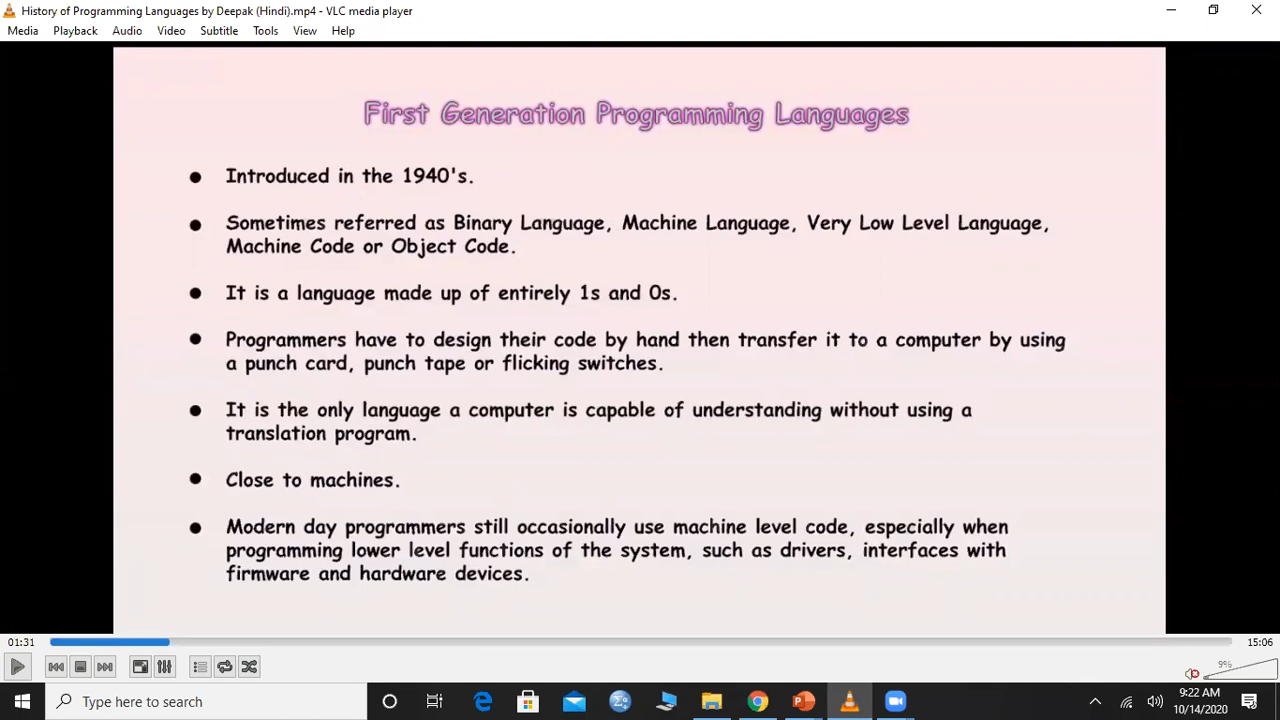 History of Programming Languages by Deepak (Hindi).mp4 - VLC media player
Media Playback Audio Video Subtitle Tools View Help
First Generation Programming Languages
● Introduced in the 1940's.
● Sometimes referred as Binary Language, Machine Language, Very Low Level Language,
Machine Code or Object Code.
● It is a language made up of entirely 1s and 0s.
● Programmers have to design their code by hand then transfer it to a computer by using
a punch card, punch tape or flicking switches.
● It is the only language a computer is capable of understanding without using a
translation program.
● Close to machines.
● Modern day programmers still occasionally use machine level code, especially when
programming lower level functions of the system, such as drivers, interfaces with
firmware and hardware devices.
01:31 15:06
9%
Type here to search
9:22 AM
10/14/2020